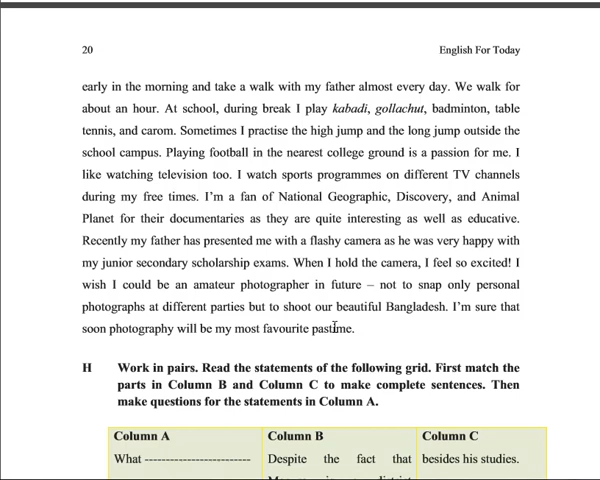 20 English For Today
early in the morning and take a walk with my father almost every day. We walk for
about an hour. At school, during break I play kabadi, gollachut, badminton, table
tennis, and carom. Sometimes I practise the high jump and the long jump outside the
school campus. Playing football in the nearest college ground is a passion for me. I
like watching television too. I watch sports programmes on different TV channels
during my free times. I’m a fan of National Geographic, Discovery, and Animal
Planet for their documentaries as they are quite interesting as well as educative.
Recently my father has presented me with a flashy camera as he was very happy with
my junior secondary scholarship exams. When I hold the camera, I feel so excited! I
wish I could be an amateur photographer in future – not to snap only personal
photographs at different parties but to shoot our beautiful Bangladesh. I’m sure that
soon photography will be my most favourite pastime.
H Work in pairs. Read the statements of the following grid. First match the
parts in Column B and Column C to make complete sentences. Then
make questions for the statements in Column A.
Column A Column B Column C
What ------------------------- Despite the fact that besides his studies.